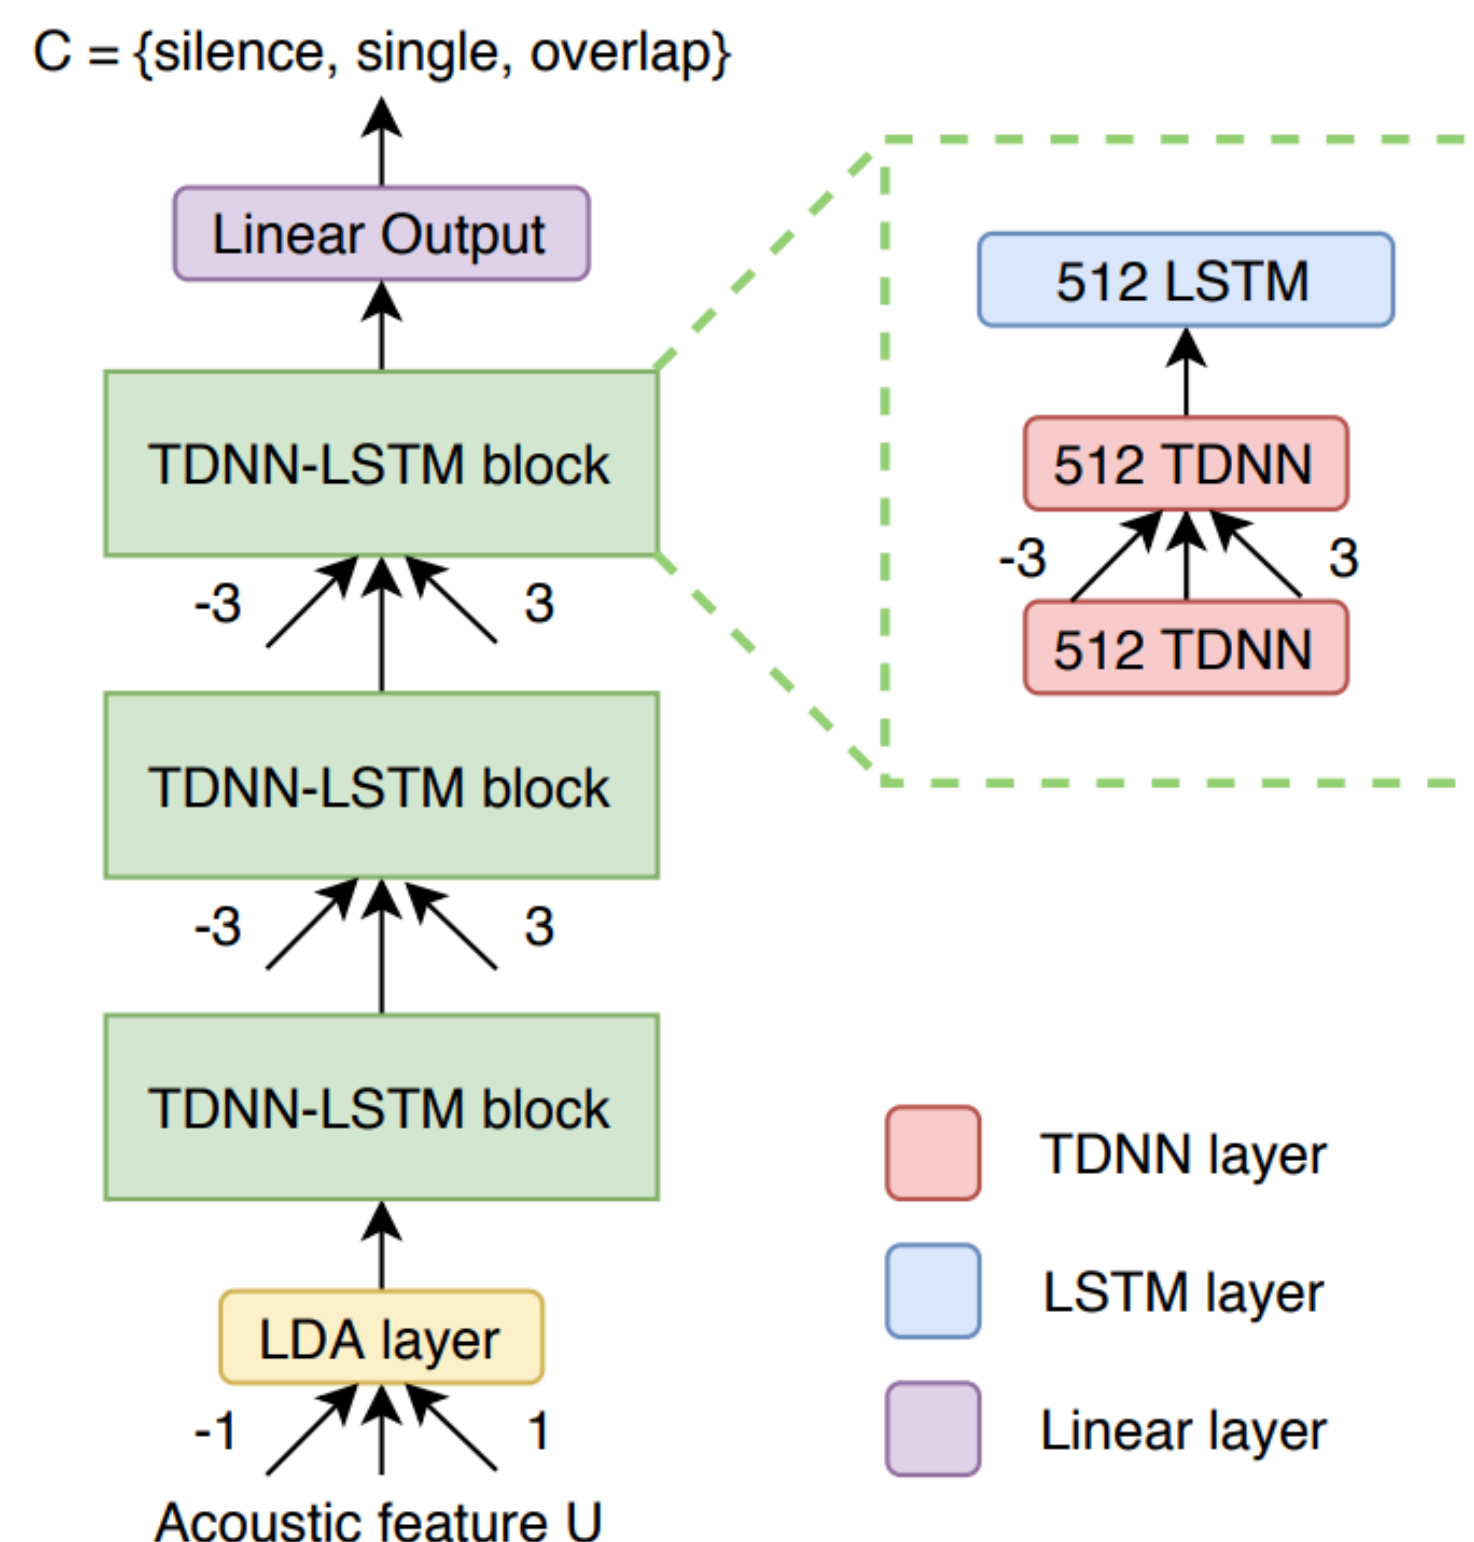 C = {silence, single, overlap}
Linear Output
TDNN-LSTM block
-3 3
TDNN-LSTM block
-3 3
TDNN-LSTM block
LDA layer
-1 1
Acoustic feature U
512 LSTM
512 TDNN
-3 3
512 TDNN
TDNN layer
LSTM layer
Linear layer